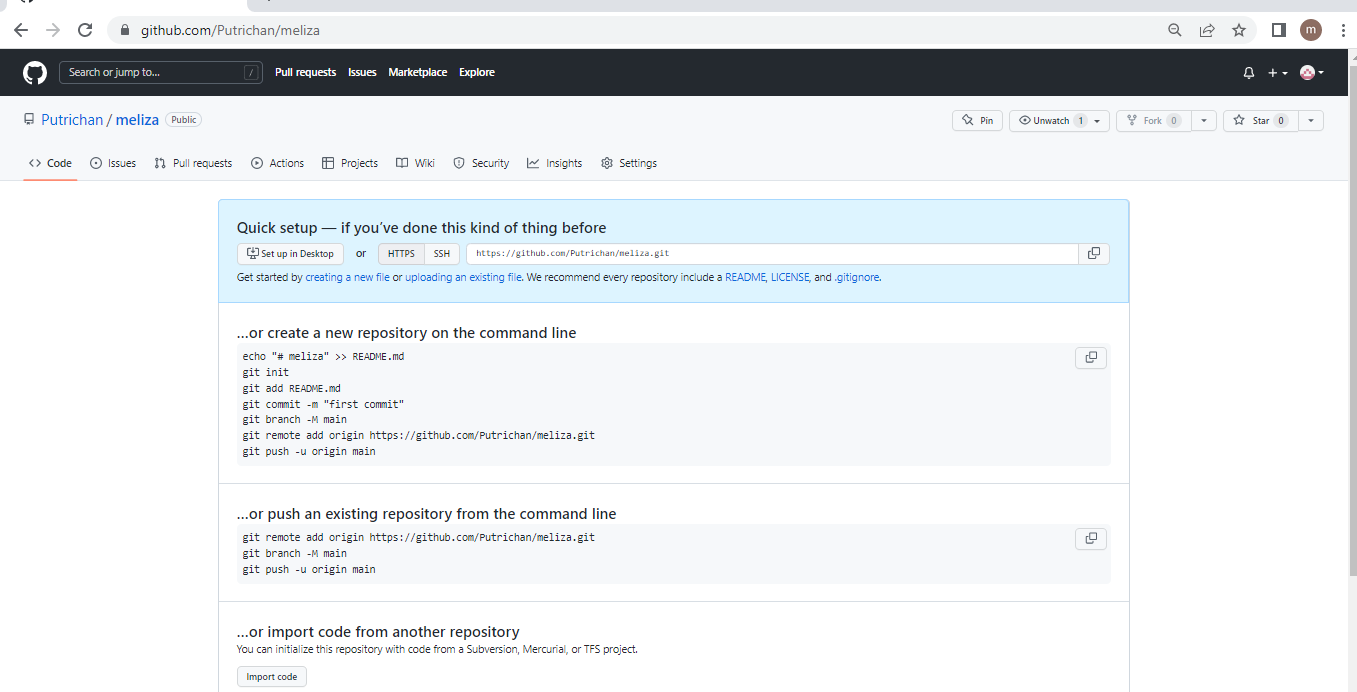 github.com/Putrichan/meliza
m
Search or jump to... /
Pull requests Issues Marketplace Explore
Putrichan / meliza Public
Pin Unwatch 1 Fork 0 Star 0
Code Issues Pull requests Actions Projects Wiki Security Insights Settings
Quick setup — if you've done this kind of thing before
Set up in Desktop or HTTPS SSH https://github.com/Putrichan/meliza.git
Get started by creating a new file or uploading an existing file. We recommend every repository include a README, LICENSE, and .gitignore.
...or create a new repository on the command line
echo "# meliza" >> README.md
git init
git add README.md
git commit -m "first commit"
git branch -M main
git remote add origin https://github.com/Putrichan/meliza.git
git push -u origin main
...or push an existing repository from the command line
git remote add origin https://github.com/Putrichan/meliza.git
git branch -M main
git push -u origin main
...or import code from another repository
You can initialize this repository with code from a Subversion, Mercurial, or TFS project.
Import code